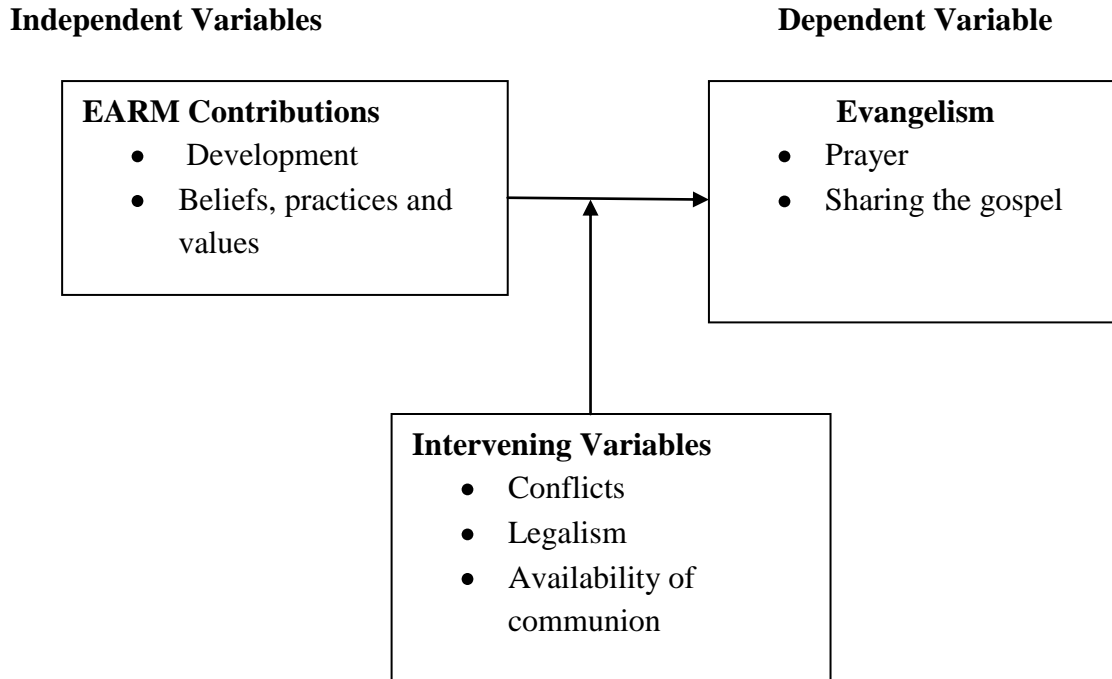 Independent Variables
Dependent Variable
EARM Contributions
• Development
• Beliefs, practices and
values
Evangelism
• Prayer
• Sharing the gospel
Intervening Variables
• Conflicts
• Legalism
• Availability of
communion